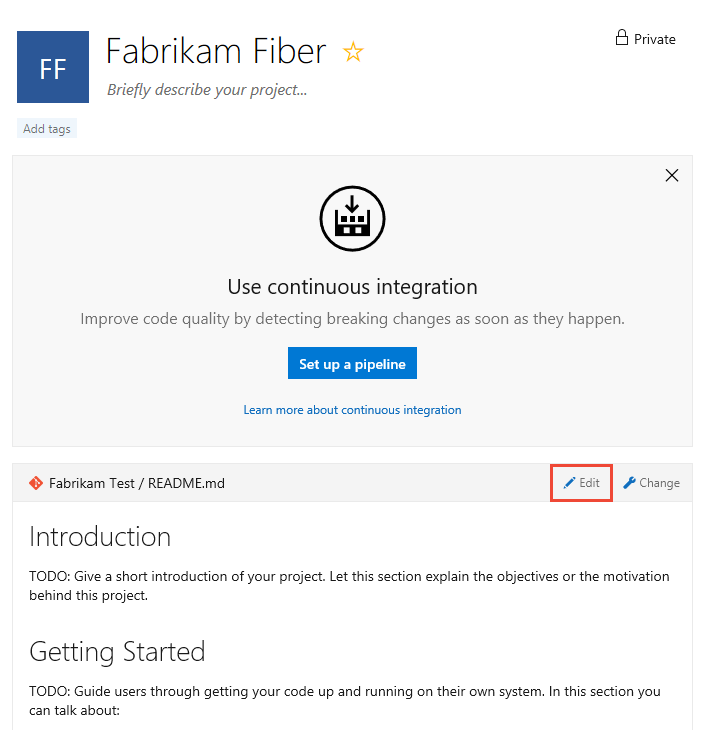 FF
Fabrikam Fiber
Private
Briefly describe your project...
Add tags
Use continuous integration
Improve code quality by detecting breaking changes as soon as they happen.
Set up a pipeline
Learn more about continuous integration
Fabrikam Test / README.md
Edit
Change
Introduction
TODO: Give a short introduction of your project. Let this section explain the objectives or the motivation
behind this project.
Getting Started
TODO: Guide users through getting your code up and running on their own system. In this section you
can talk about: